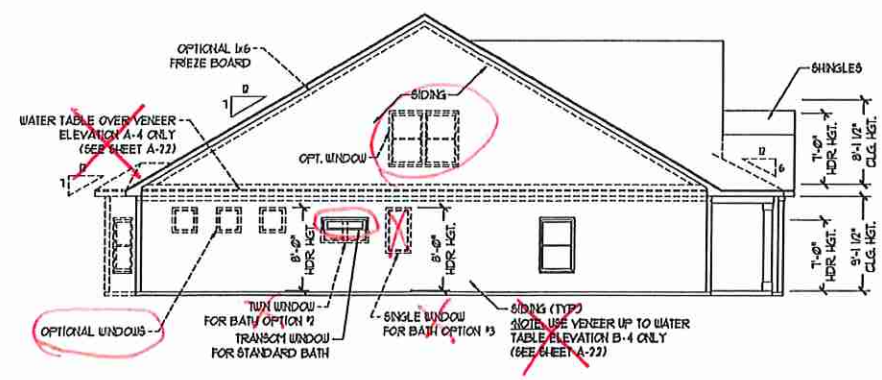 OPTIONAL 1x6
FRIEZE BOARD
12
7
WATER TABLE OVER VENEER
ELEVATION A-4 ONLY
(SEE SHEET A-22)
12
7
SIDING
OPT. WINDOW
SHINGLES
12
6
7'-0"
HDR. HGT.
8'-1 1/2"
CLG. HGT.
7'-0"
HDR. HGT.
9'-1 1/2"
CLG. HGT.
8'-0"
HDR. HGT.
8'-0"
HDR. HGT.
OPTIONAL WINDOWS
TWIN WINDOW
FOR BATH OPTION #2
TRANSOM WINDOW
FOR STANDARD BATH
SINGLE WINDOW
FOR BATH OPTION #3
SIDING (TYP.)
NOTE: USE VENEER UP TO WATER
TABLE ELEVATION B-4 ONLY
(SEE SHEET A-22)